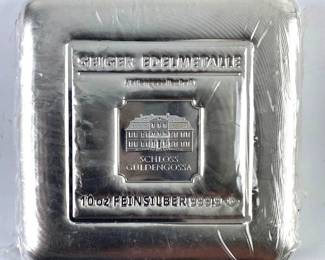 GEIGER EDELMETALLE
SCHLOSS
GÜLDENGOSSA
10 oz FEINSILBER 999,9